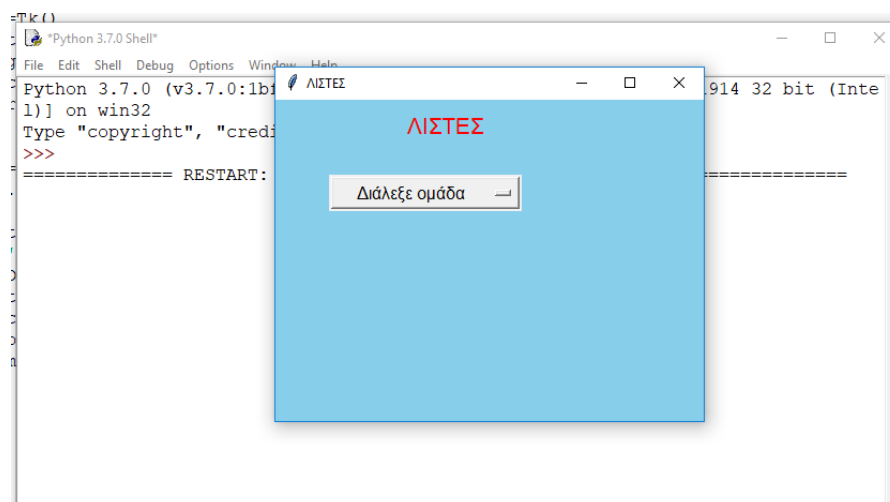 =Tk()
*Python 3.7.0 Shell*
File Edit Shell Debug Options Window Help
Python 3.7.0 (v3.7.0:1bf 914 32 bit (Inte
l)] on win32
Type "copyright", "credi
>>>
============== RESTART: ==============
ΛΙΣΤΕΣ
ΛΙΣΤΕΣ
Διάλεξε ομάδα